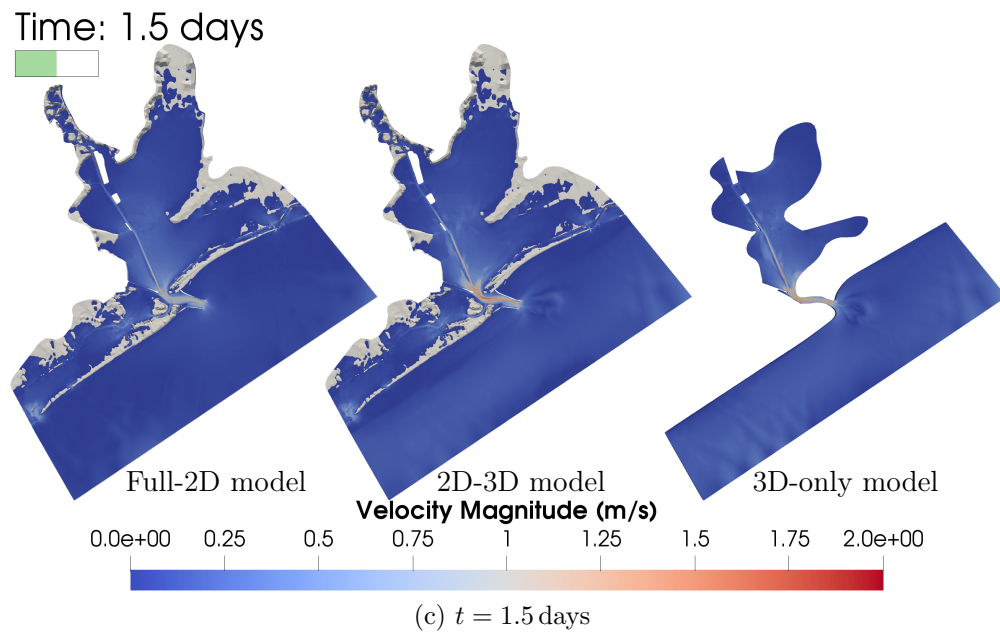 Time: 1.5 days
Full-2D model 2D-3D model 3D-only model
Velocity Magnitude (m/s)
0.0e+00 0.25 0.5 0.75 1 1.25 1.5 1.75 2.0e+00
(c) t = 1.5 days